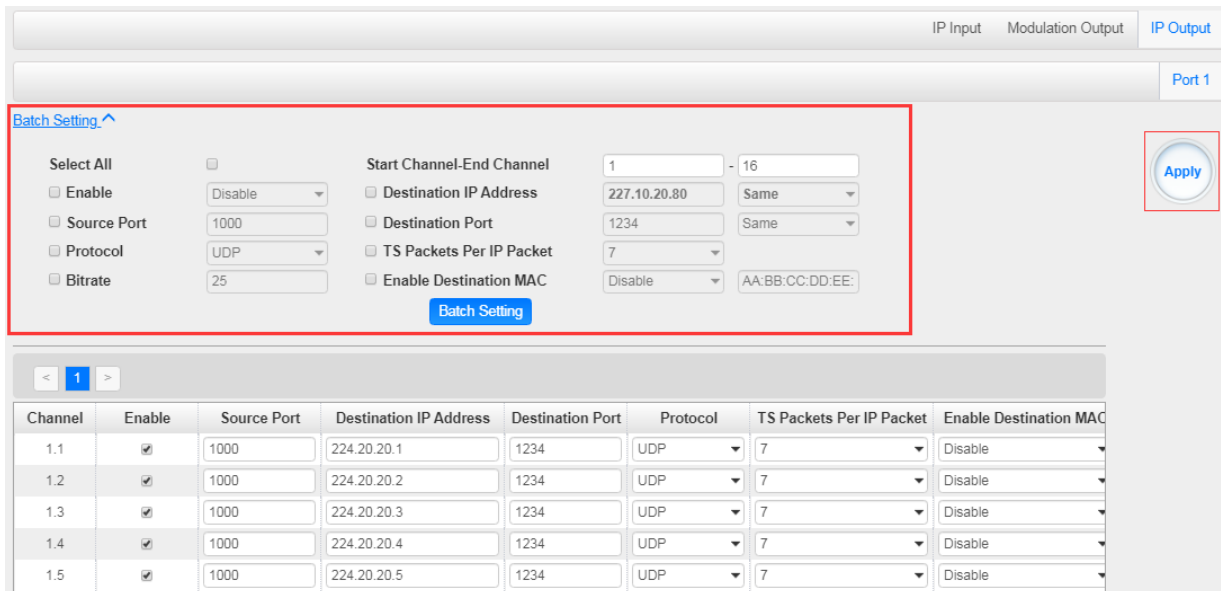 IP Input Modulation Output IP Output
Port 1
Batch Setting
Select All Start Channel-End Channel 1 - 16
Enable Disable Destination IP Address 227.10.20.80 Same
Source Port 1000 Destination Port 1234 Same
Protocol UDP TS Packets Per IP Packet 7
Bitrate 25 Enable Destination MAC Disable AA:BB:CC:DD:EE:
Batch Setting
Apply
< 1 >
Channel Enable Source Port Destination IP Address Destination Port Protocol TS Packets Per IP Packet Enable Destination MAC
1.1 1000 224.20.20.1 1234 UDP 7 Disable
1.2 1000 224.20.20.2 1234 UDP 7 Disable
1.3 1000 224.20.20.3 1234 UDP 7 Disable
1.4 1000 224.20.20.4 1234 UDP 7 Disable
1.5 1000 224.20.20.5 1234 UDP 7 Disable